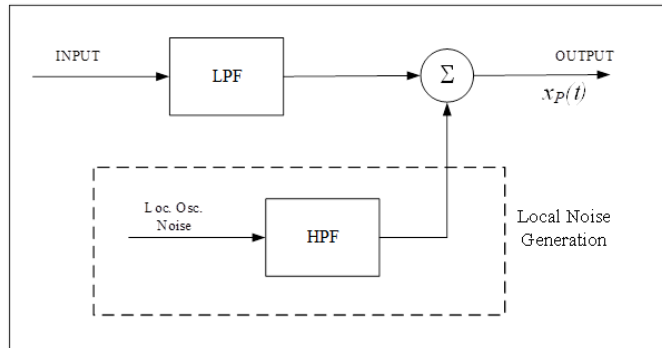 INPUT
LPF
Σ
OUTPUT
xP(t)
Loc. Osc.
Noise
HPF
Local Noise
Generation